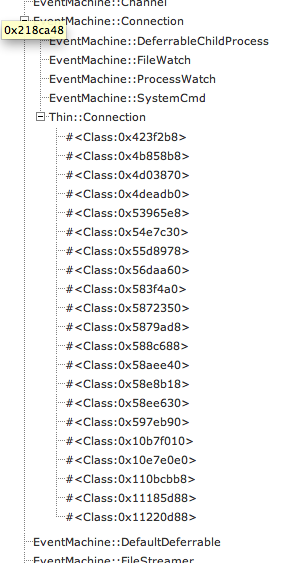 EventMachine::Channel
EventMachine::Connection
0x218ca48
EventMachine::DeferrableChildProcess
EventMachine::FileWatch
EventMachine::ProcessWatch
EventMachine::SystemCmd
Thin::Connection
#<Class:0x423f2b8>
#<Class:0x4b858b8>
#<Class:0x4d03870>
#<Class:0x4deadb0>
#<Class:0x53965e8>
#<Class:0x54e7c30>
#<Class:0x55d8978>
#<Class:0x56daa60>
#<Class:0x583f4a0>
#<Class:0x5872350>
#<Class:0x5879ad8>
#<Class:0x588c688>
#<Class:0x58aee40>
#<Class:0x58e8b18>
#<Class:0x58ee630>
#<Class:0x597eb90>
#<Class:0x10b7f010>
#<Class:0x10e7e0e0>
#<Class:0x110bcbb8>
#<Class:0x11185d88>
#<Class:0x11220d88>
EventMachine::DefaultDeferrable
EventMachine::FileStreamer